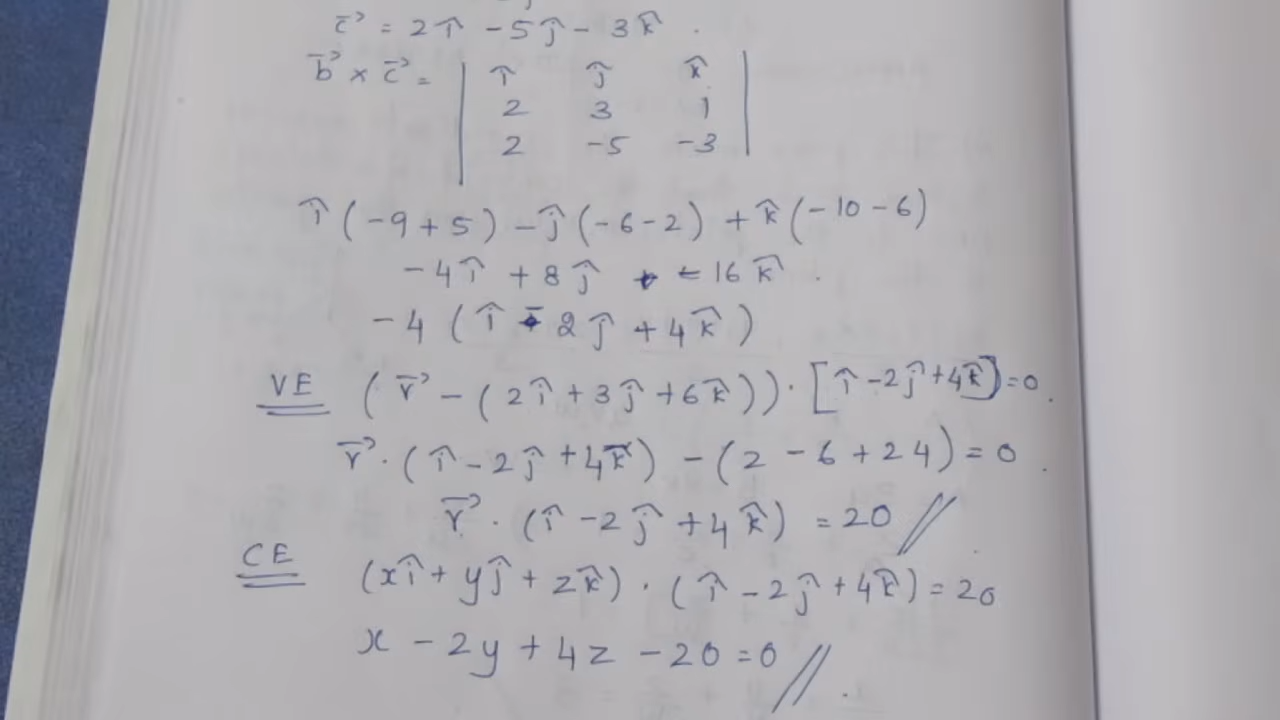 c⃗ = 2î - 5ĵ - 3k̂ .
b⃗ × c⃗ = | î ĵ k̂ |
2 3 1
2 -5 -3
î(-9+5) - ĵ(-6-2) + k̂(-10-6)
-4î + 8ĵ - 16k̂ .
-4(î - 2ĵ + 4k̂)
VE (r⃗ - (2î + 3ĵ + 6k̂)) · [î - 2ĵ + 4k̂] = 0 .
r⃗ · (î - 2ĵ + 4k̂) - (2 - 6 + 24) = 0 .
r⃗ · (î - 2ĵ + 4k̂) = 20 //
CE (xî + yĵ + zk̂) · (î - 2ĵ + 4k̂) = 20
x - 2y + 4z - 20 = 0 // .